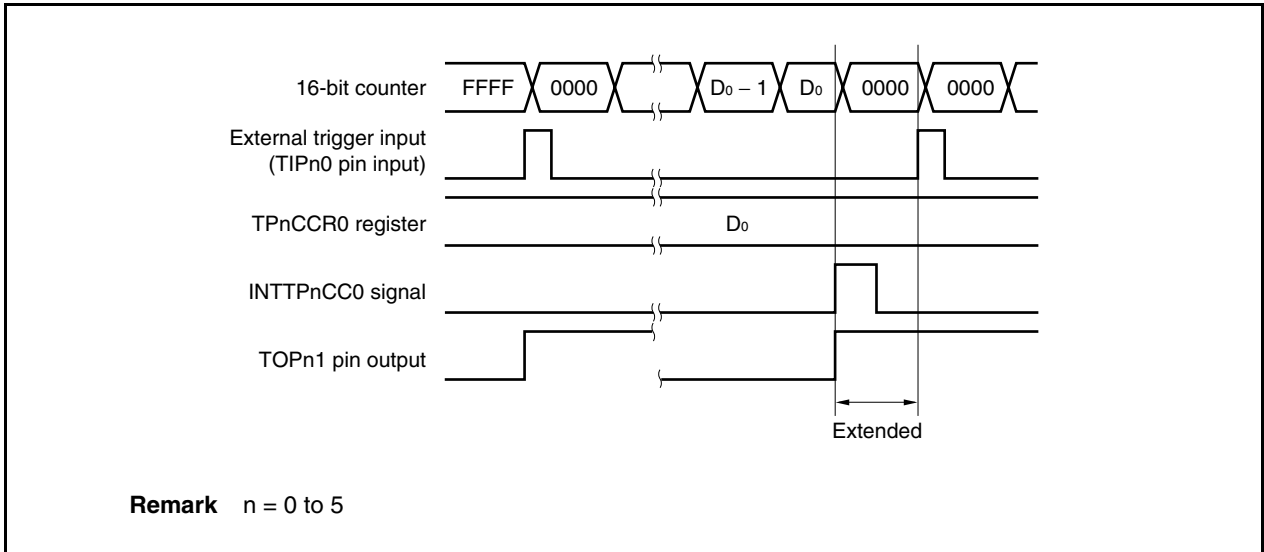 16-bit counter FFFF 0000 D₀ − 1 D₀ 0000 0000
External trigger input
(TIPn0 pin input)
TPnCCR0 register D₀
INTTPnCC0 signal
TOPn1 pin output
Extended
Remark n = 0 to 5